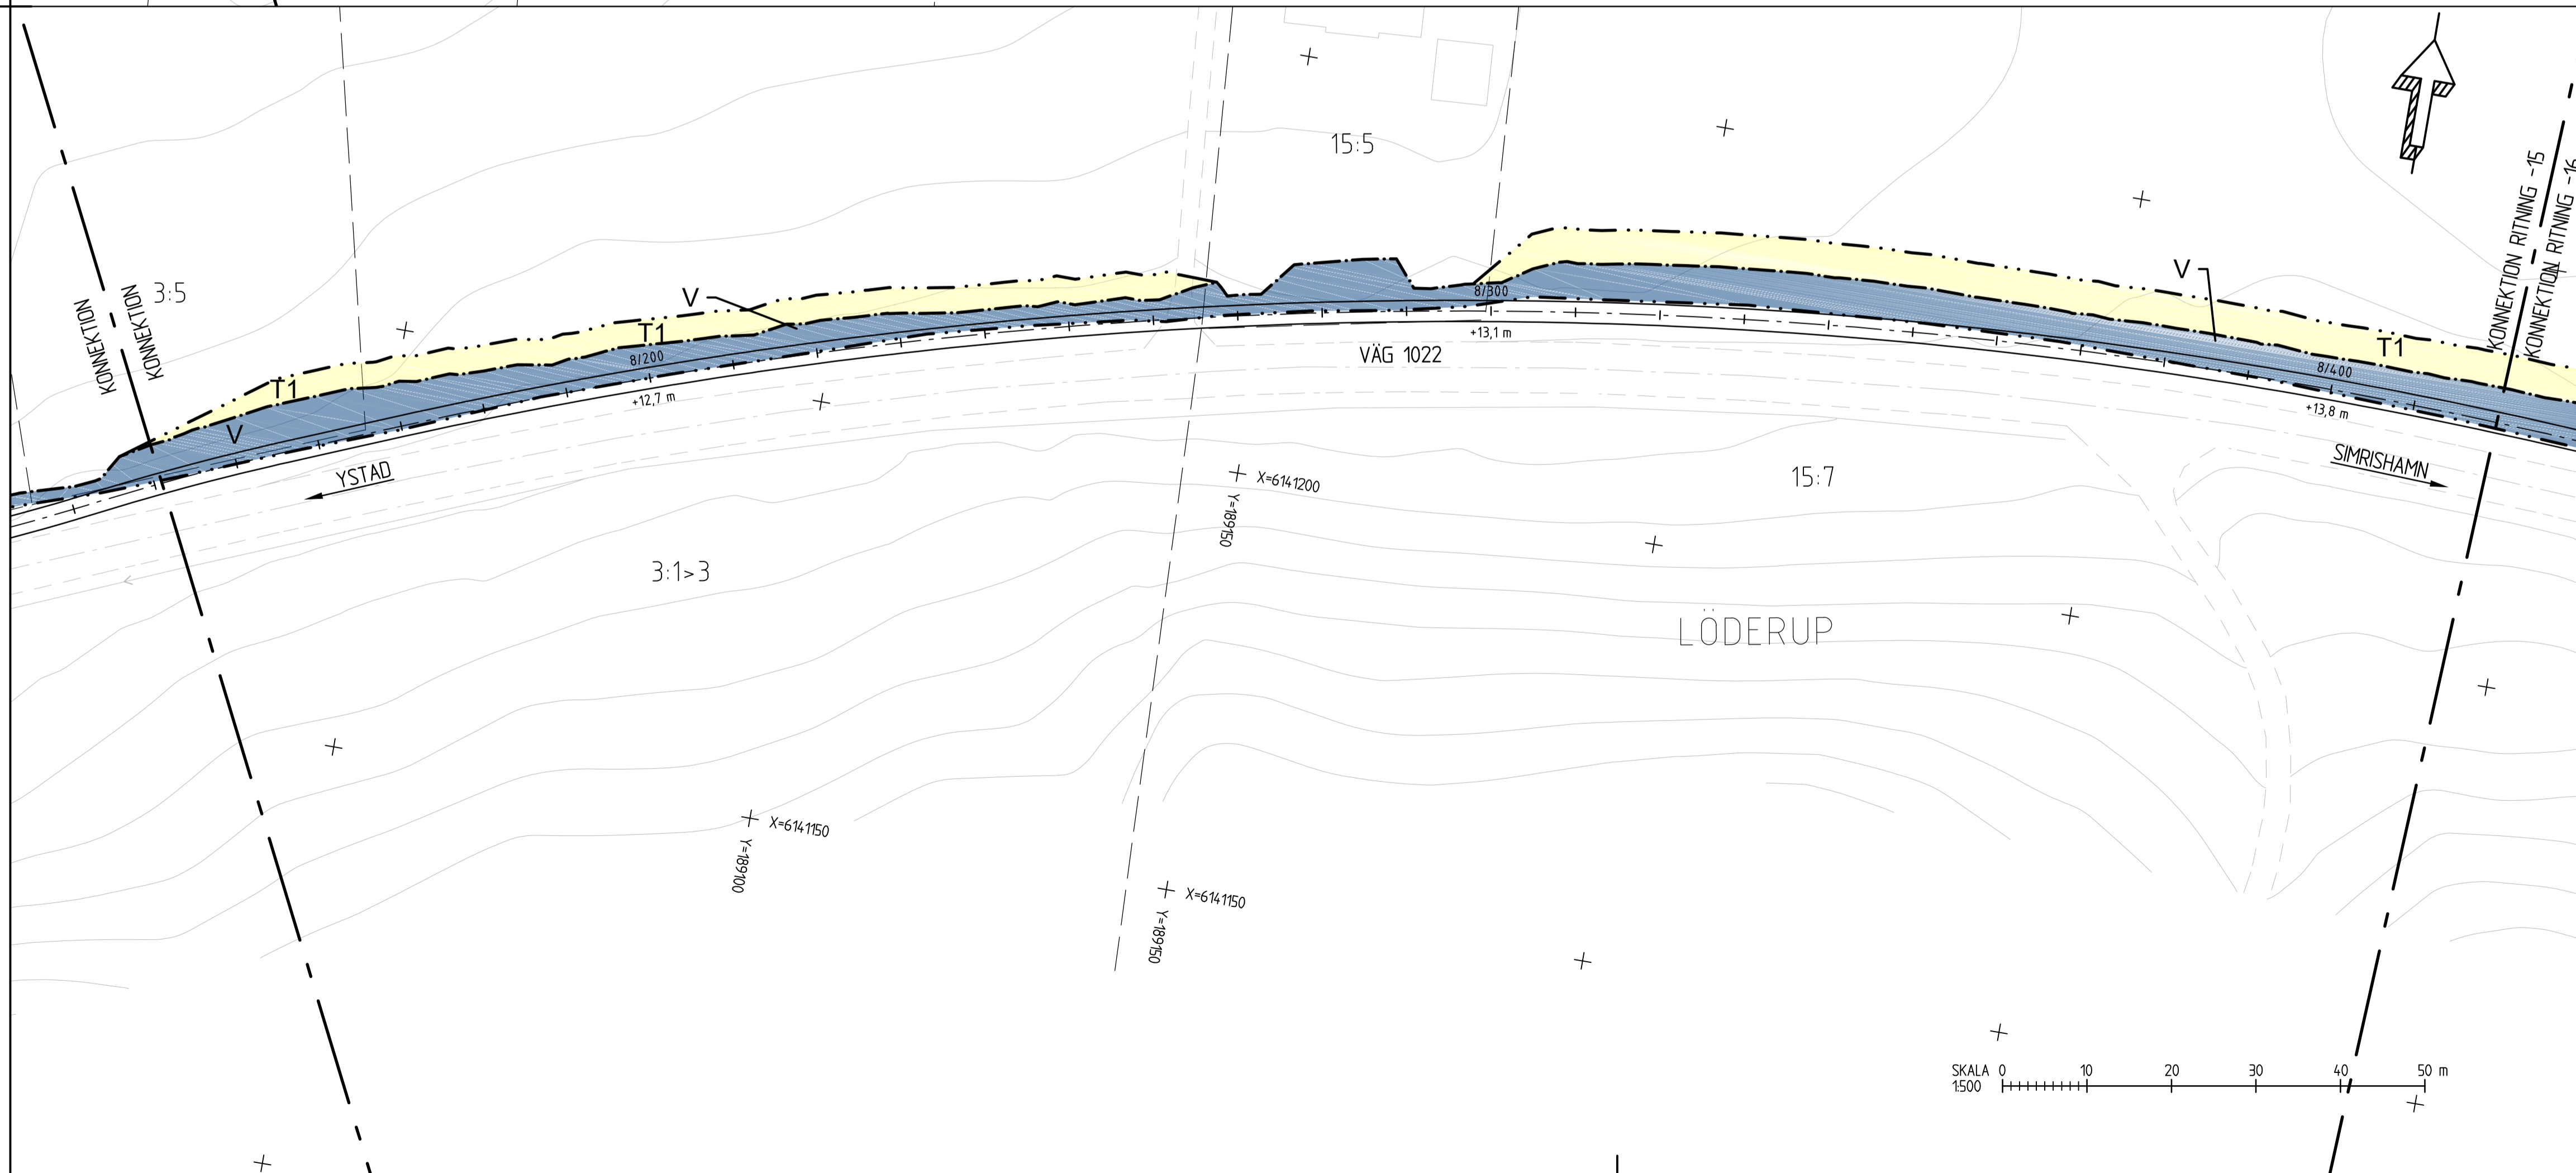 15:5
KONNEKTION RITNING -15
KONNEKTION RITNING -16
3:5
KONNEKTION
KONNEKTION
V
V
8/300
T1
8/200
+13,1 m
VÄG 1022
T1
8/400
T1
+12,7 m
+13,8 m
V
YSTAD
SIMRISHAMN
X=6141200
Y=189150
15:7
3:1>3
LÖDERUP
X=6141150
Y=189100
X=6141150
Y=189150
SKALA 0 10 20 30 40 50 m
1:500